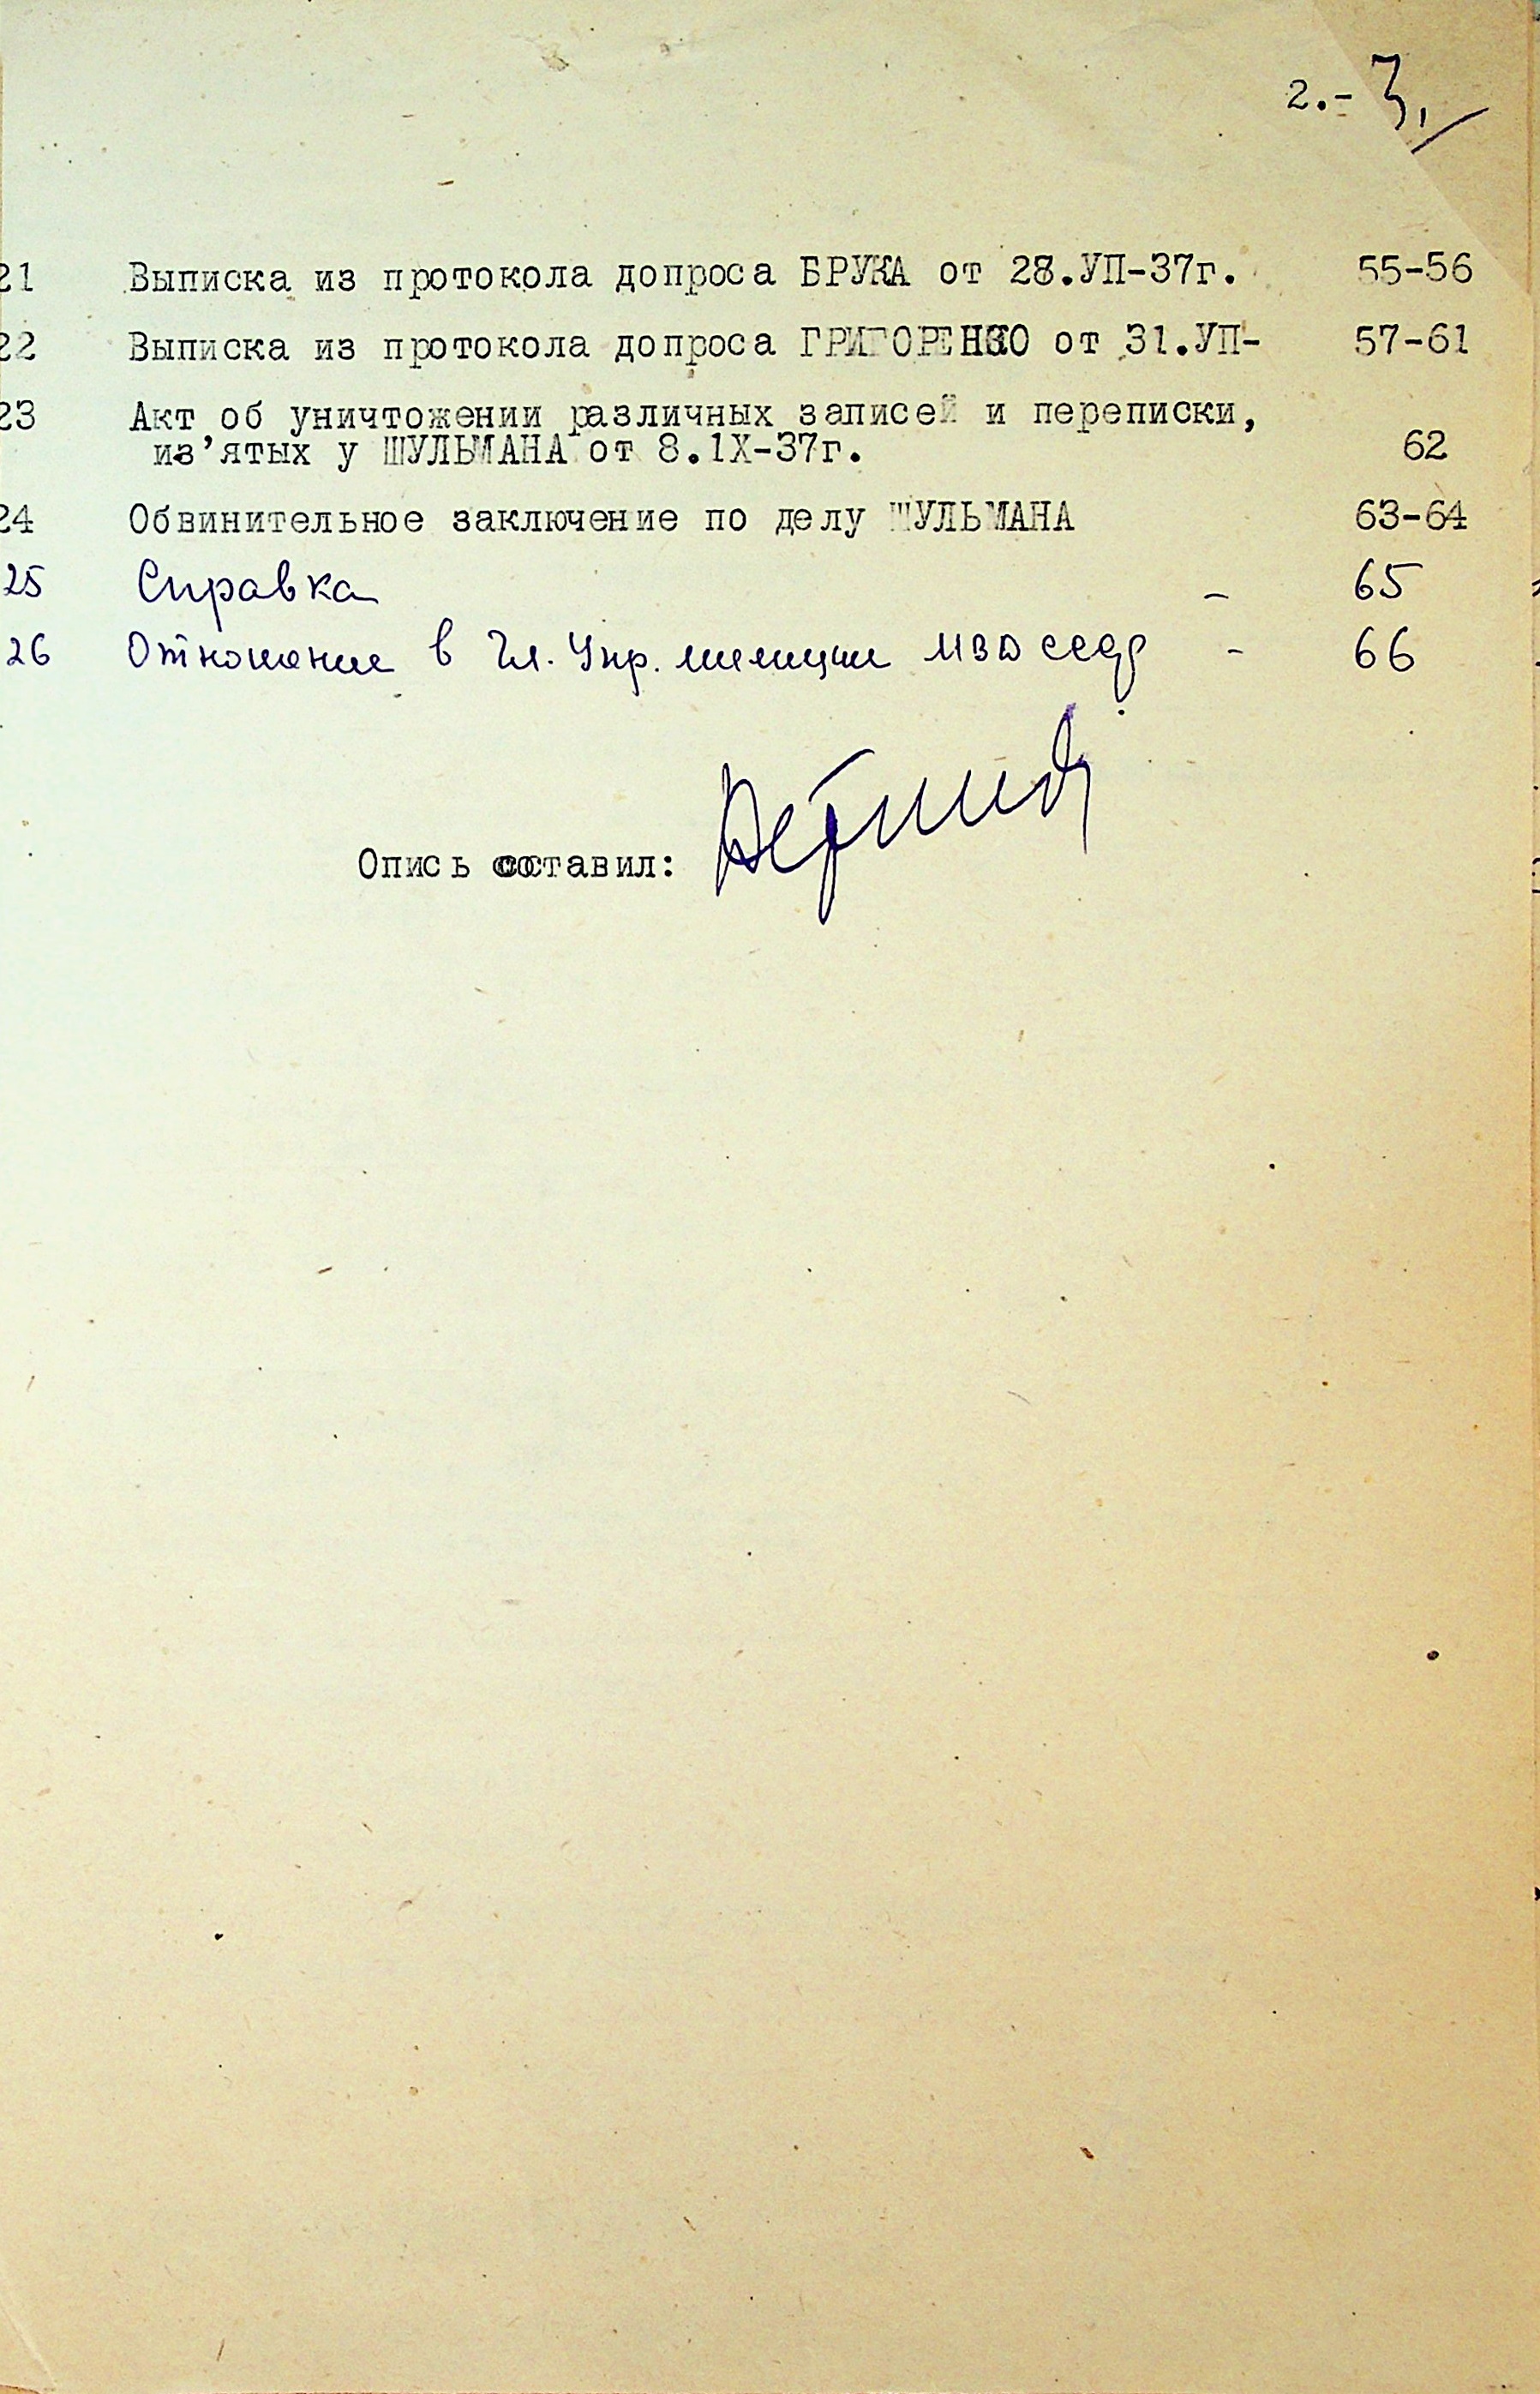 2.- 3,
21 Выписка из протокола допроса БРУКА от 28.УП-37г. 55-56
22 Выписка из протокола допроса ГРИГОРЕНКО от 31.УП- 57-61
23 Акт об уничтожении различных записей и переписки,
из'ятых у ШУЛЬМАНА от 8.1Х-37г. 62
24 Обвинительное заключение по делу ШУЛЬМАНА 63-64
25 Справка - 65
26 Отношение в Гл. Упр. милиции МВД СССР - 66
Опись составил: